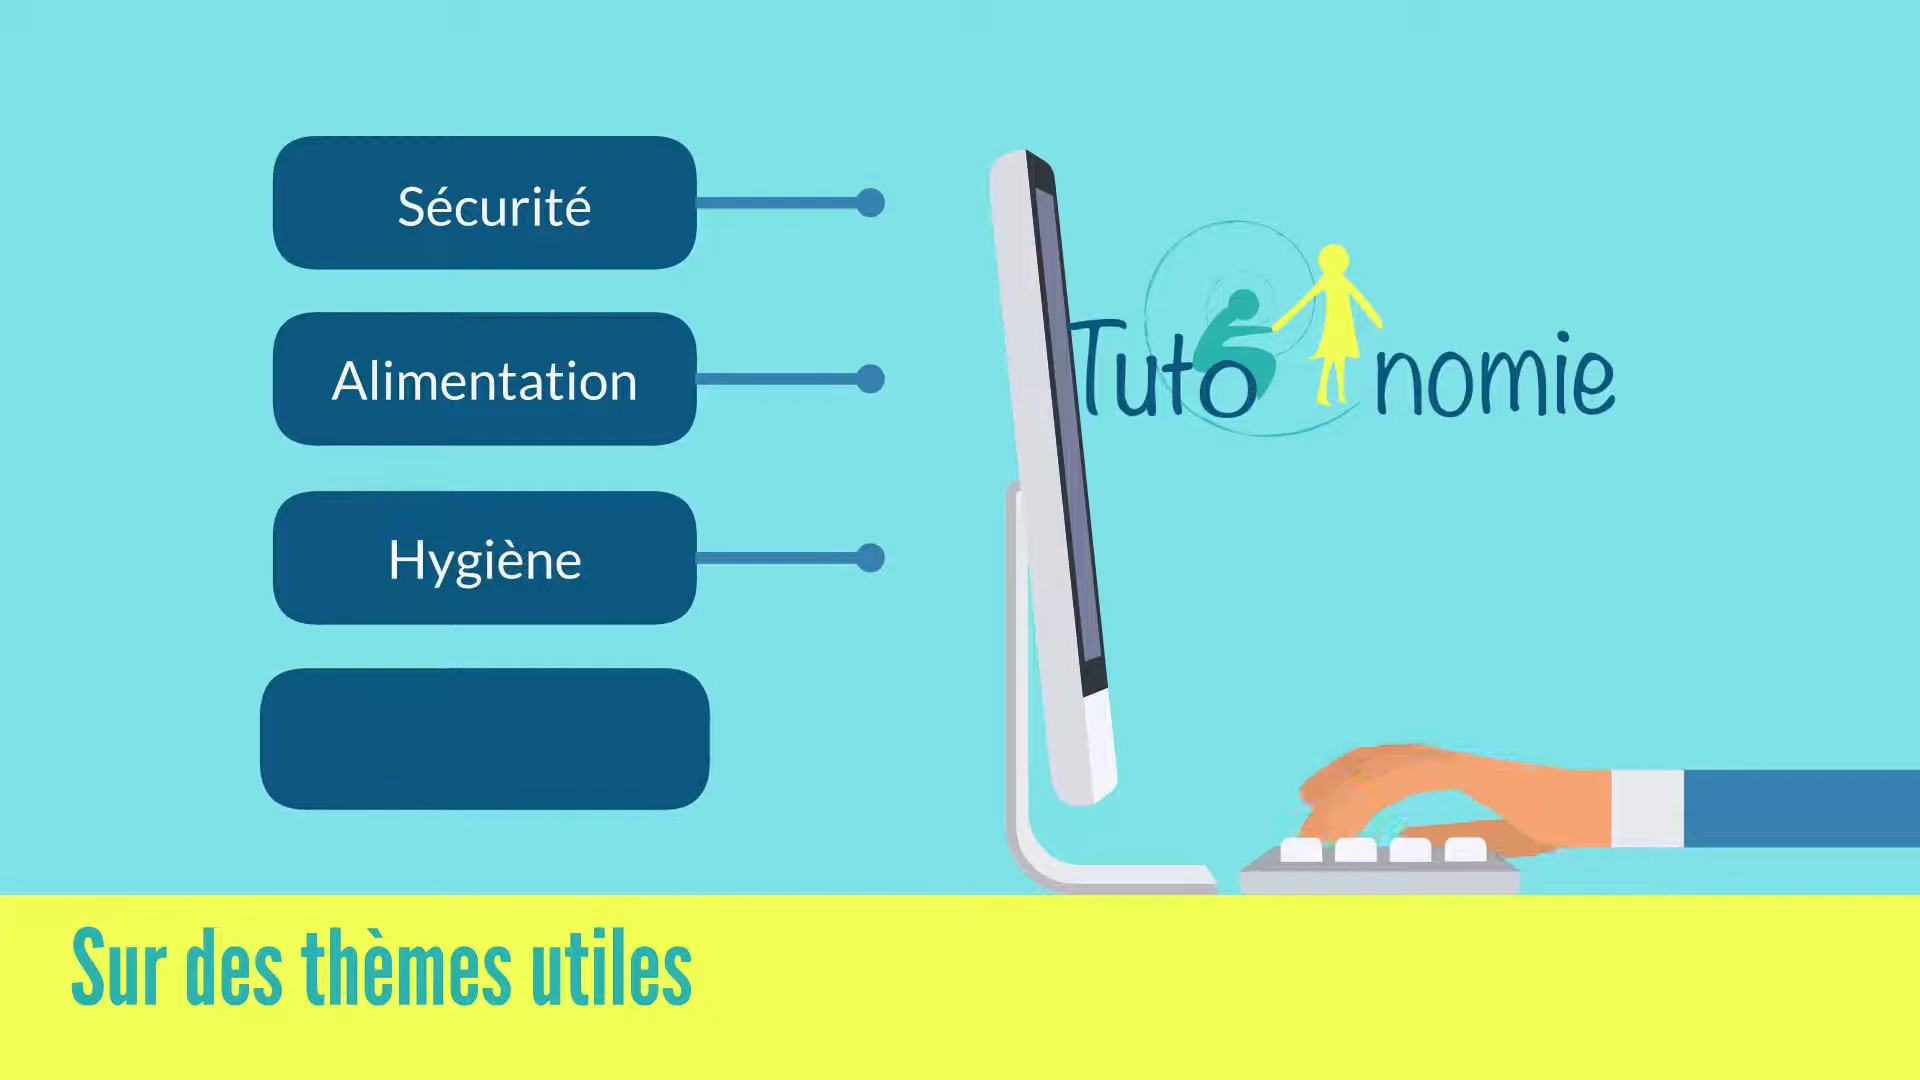 Sécurité
Alimentation
Hygiène
Tuto nomie
Sur des thèmes utiles